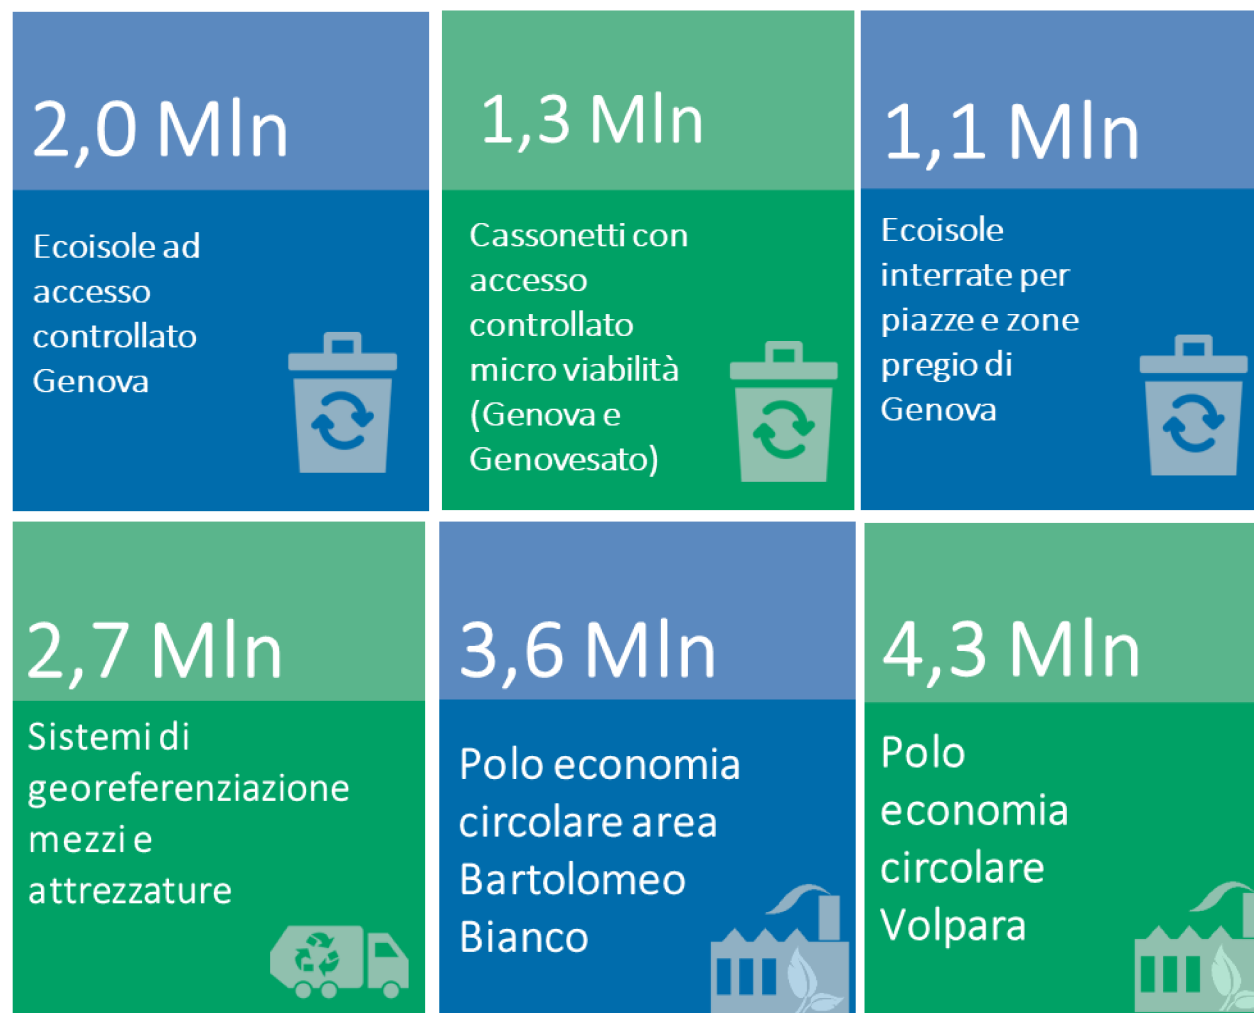 2,0 Mln
Ecoisole ad
accesso
controllato
Genova
1,3 Mln
Cassonetti con
accesso
controllato
micro viabilità
(Genova e
Genovesato)
1,1 Mln
Ecoisole
interrate per
piazze e zone
pregio di
Genova
2,7 Mln
Sistemi di
georeferenziazione
mezzi e
attrezzature
3,6 Mln
Polo economia
circolare area
Bartolomeo
Bianco
4,3 Mln
Polo
economia
circolare
Volpara